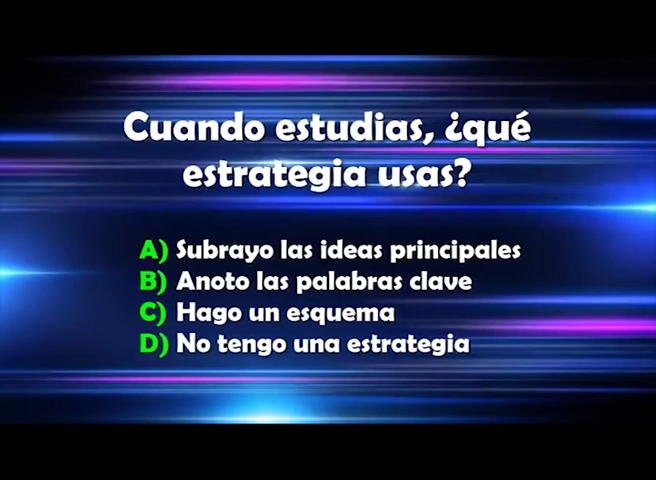 Cuando estudias, ¿qué
estrategia usas?
A) Subrayo las ideas principales
B) Anoto las palabras clave
C) Hago un esquema
D) No tengo una estrategia